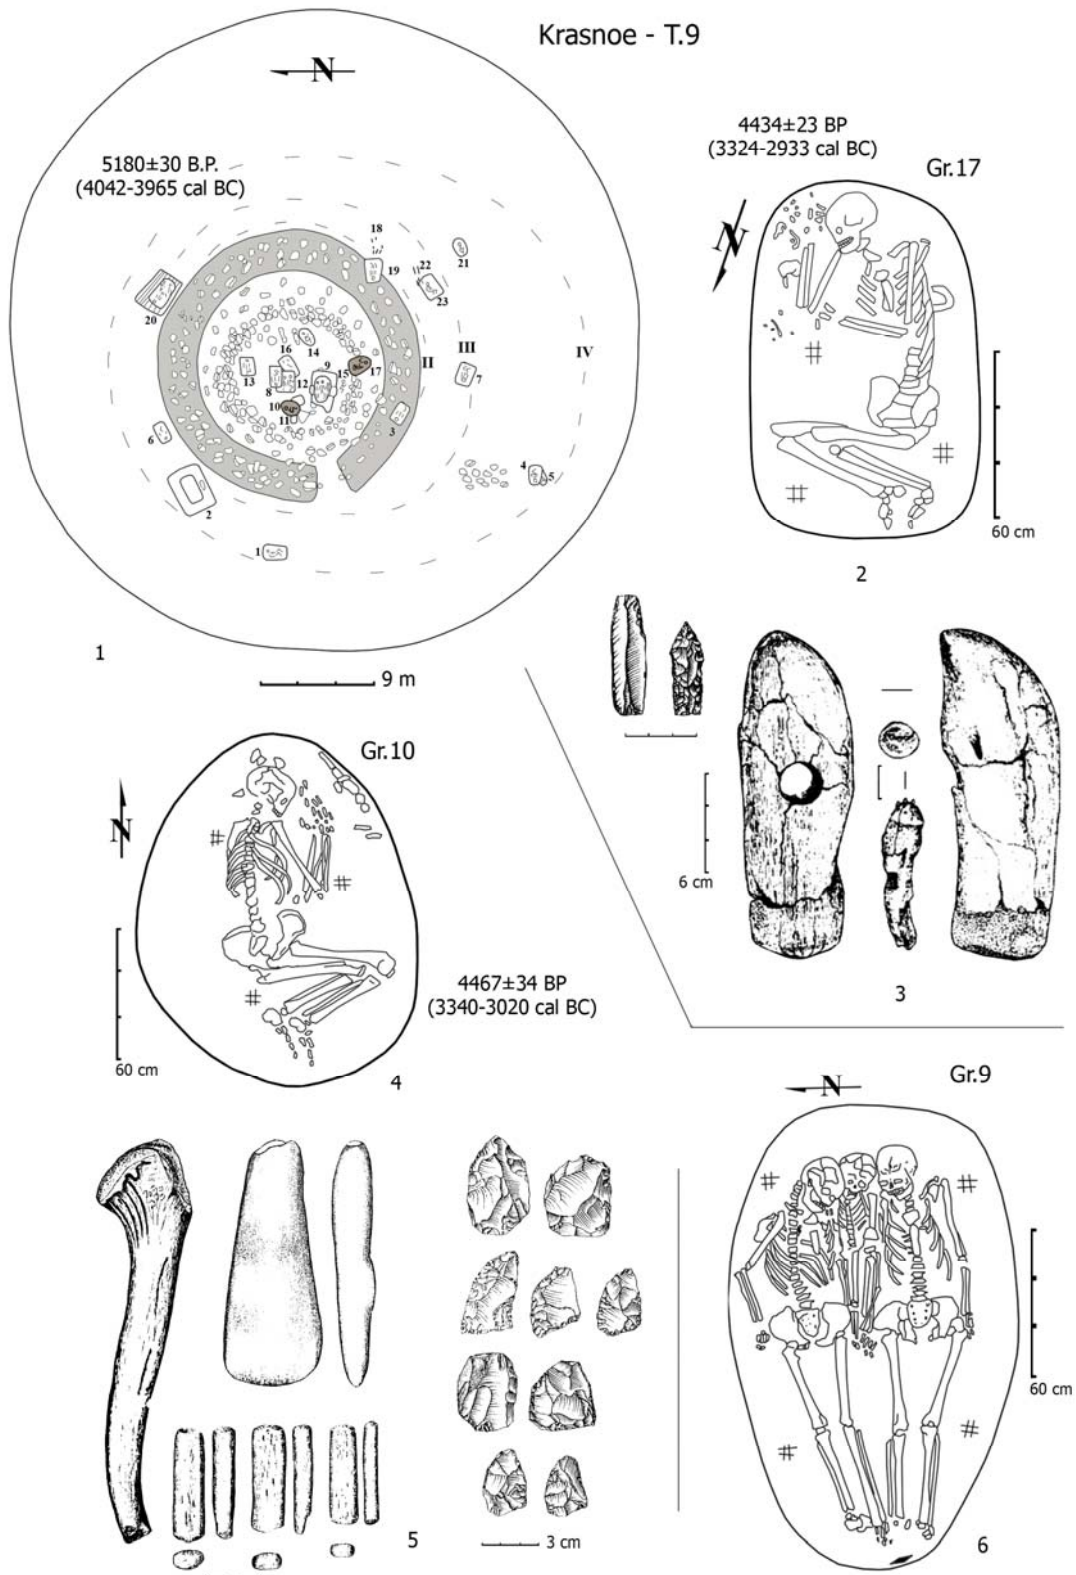 Krasnoe - T.9
N
5180±30 B.P.
(4042-3965 cal BC)
18
19
21
22
23
20
16
14
13
9
15
17
II
III
IV
8
12
7
10
11
3
6
4
5
2
1
1
9 m
4434±23 BP
(3324-2933 cal BC)
Gr.17
N
60 cm
2
6 cm
3
Gr.10
N
4467±34 BP
(3340-3020 cal BC)
60 cm
4
5
3 cm
Gr.9
N
60 cm
6